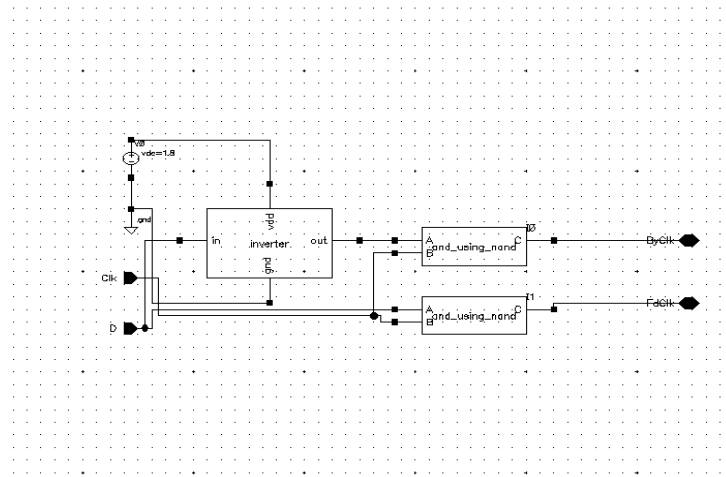 V0
vdc=1.8
gnd
vdd
in
inverter
out
gnd
Clk
D
I0
A
and_using_nand
C
B
ByClk
I1
A
and_using_nand
C
B
FdClk